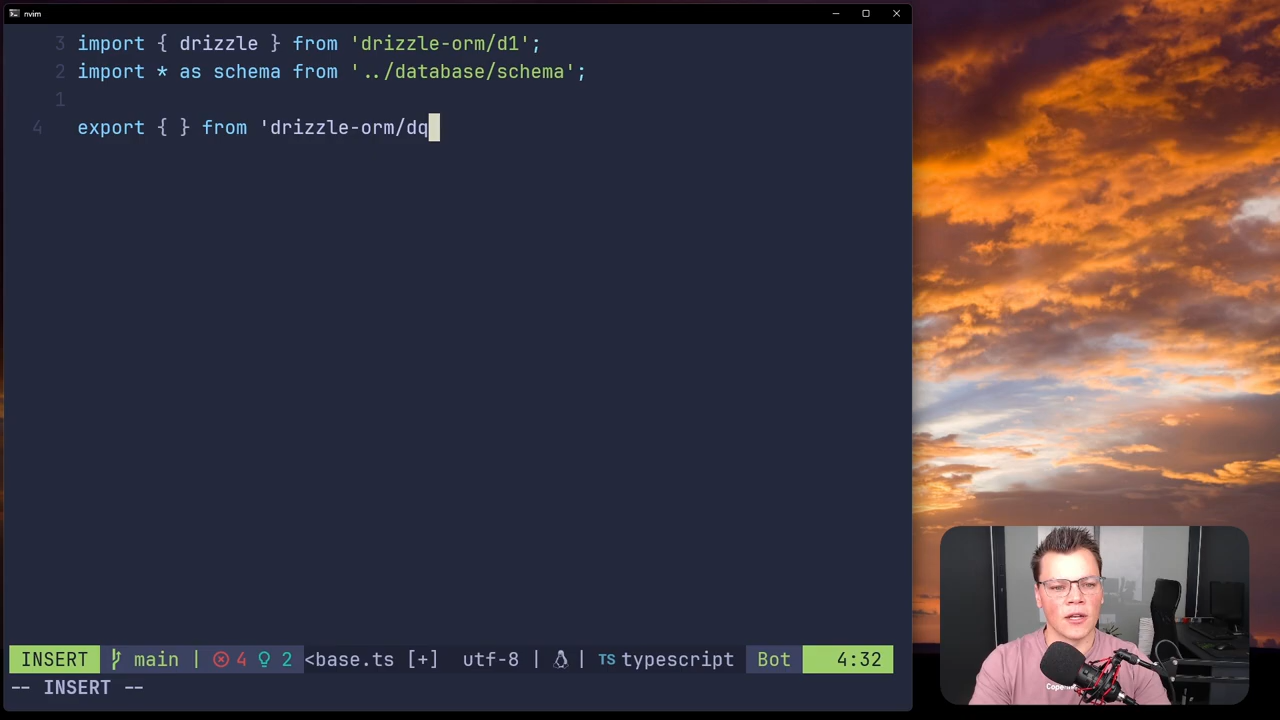 nvim
3 import { drizzle } from 'drizzle-orm/d1';
2 import * as schema from '../database/schema';
1
4 export { } from 'drizzle-orm/dq
INSERT main | 4 2 <base.ts [+] utf-8 | | TS typescript Bot 4:32
-- INSERT --